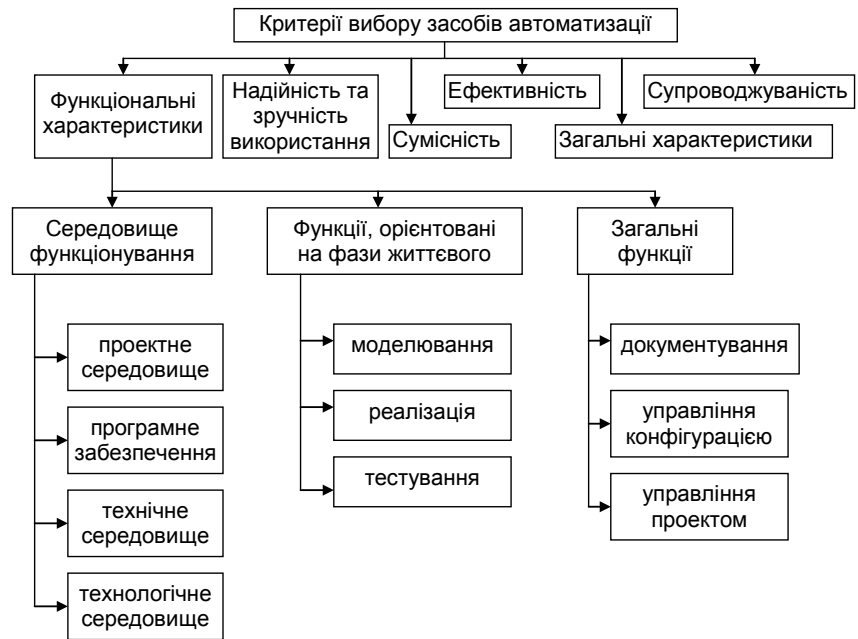 Критерії вибору засобів автоматизації
Функціональні
характеристики
Надійність та
зручність
використання
Сумісність
Ефективність
Загальні характеристики
Супроводжуваність
Середовище
функціонування
Функції, орієнтовані
на фази життєвого
Загальні
функції
проектне
середовище
програмне
забезпечення
технічне
середовище
технологічне
середовище
моделювання
реалізація
тестування
документування
управління
конфігурацією
управління
проектом